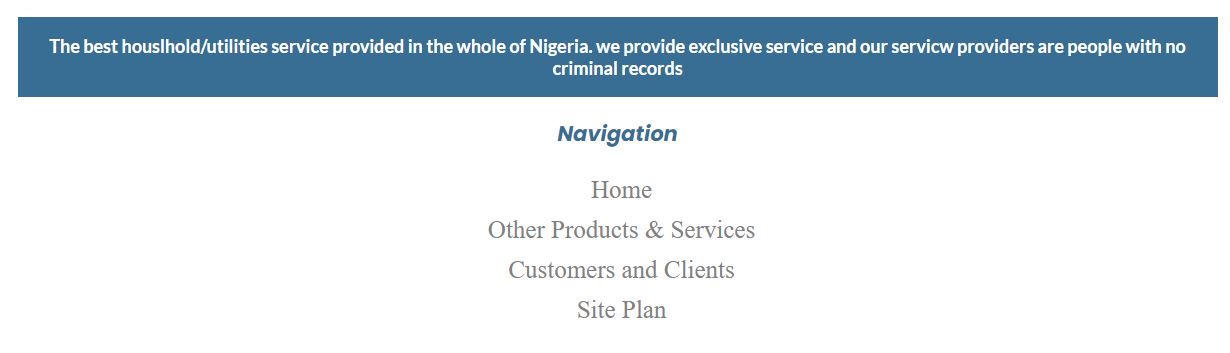 The best houslhold/utilities service provided in the whole of Nigeria. we provide exclusive service and our servicw providers are people with no
criminal records
Navigation
Home
Other Products & Services
Customers and Clients
Site Plan